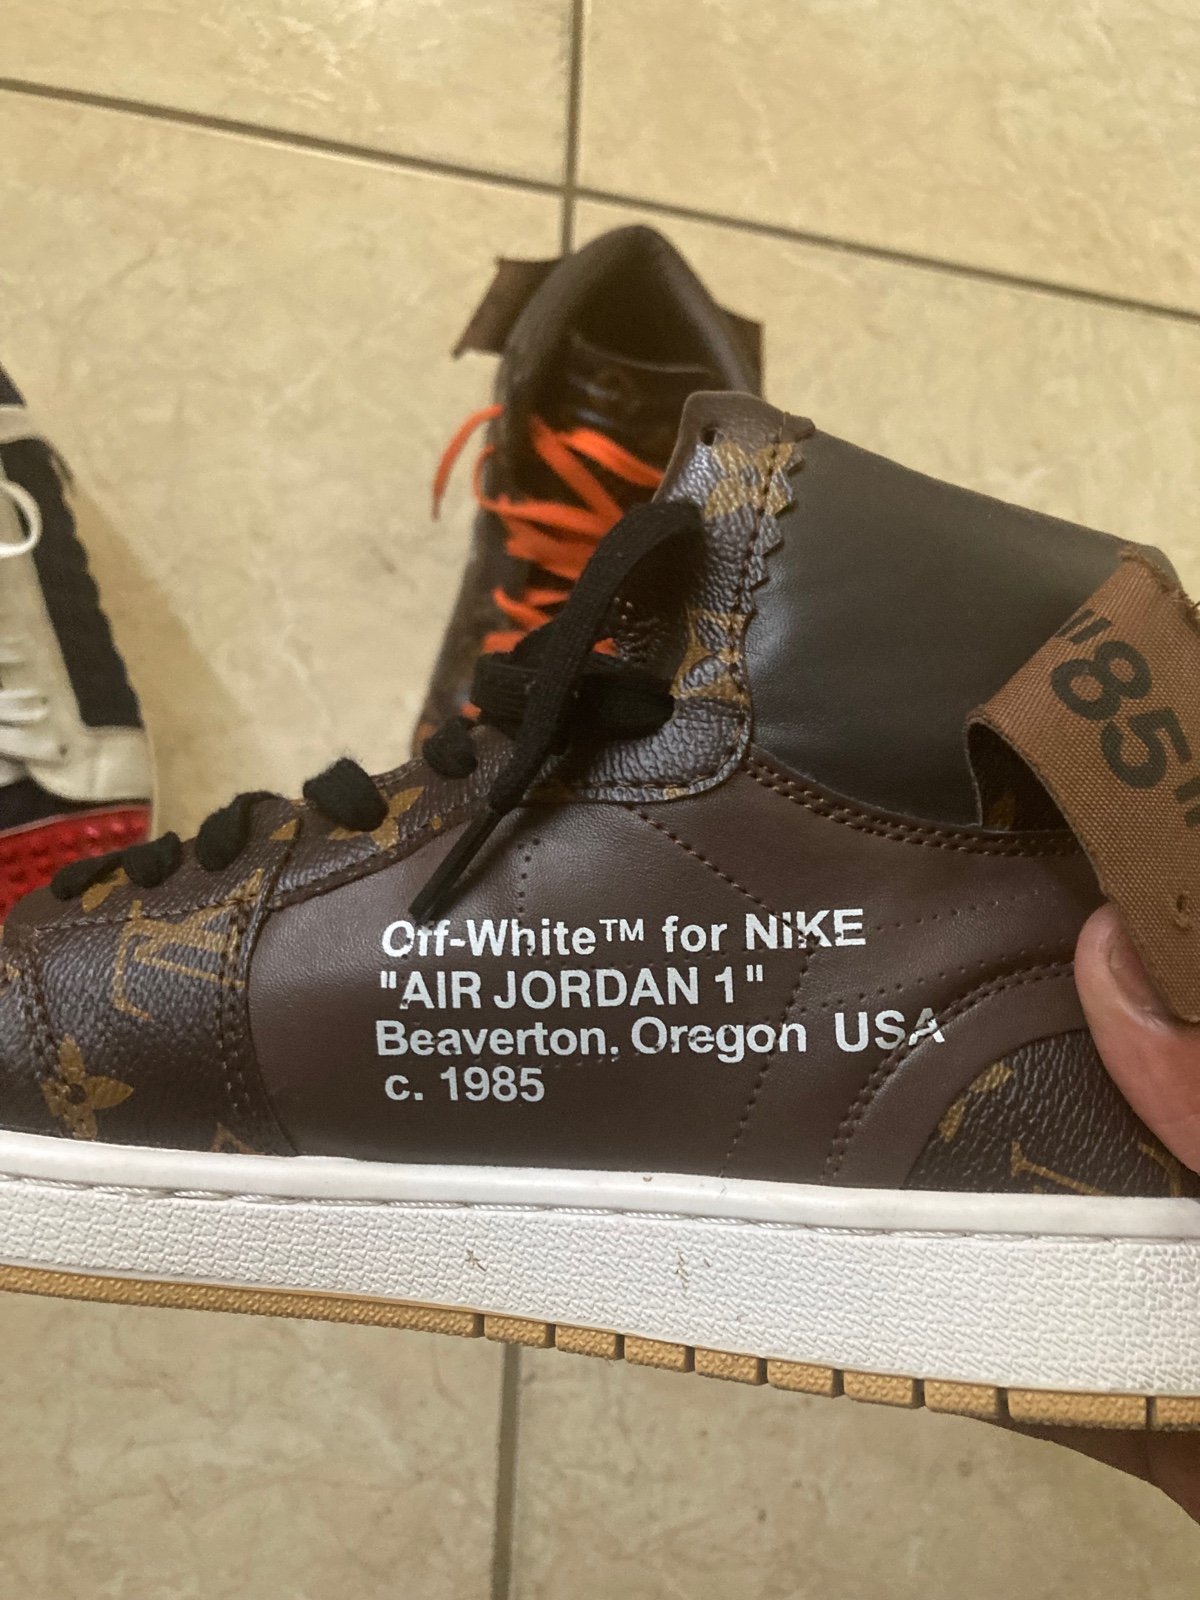 "85"
Off-White™ for NIKE
"AIR JORDAN 1"
Beaverton, Oregon USA
c. 1985